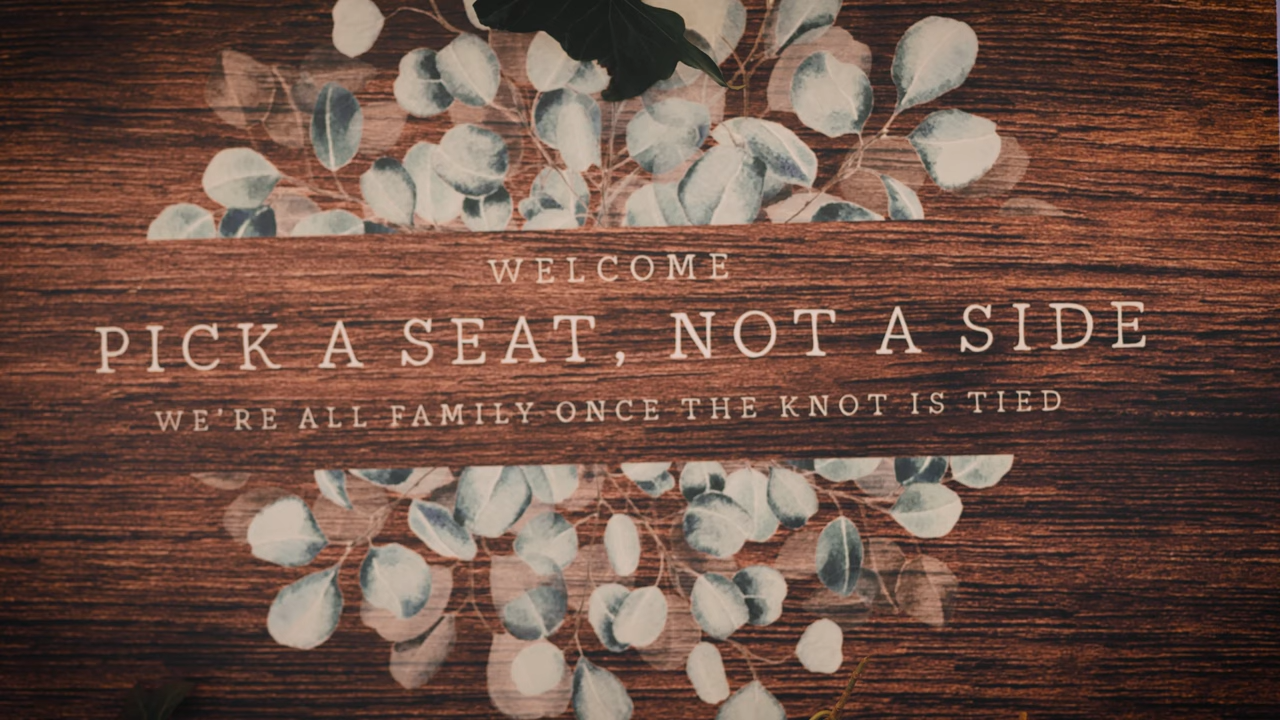 WELCOME
PICK A SEAT, NOT A SIDE
WE'RE ALL FAMILY ONCE THE KNOT IS TIED